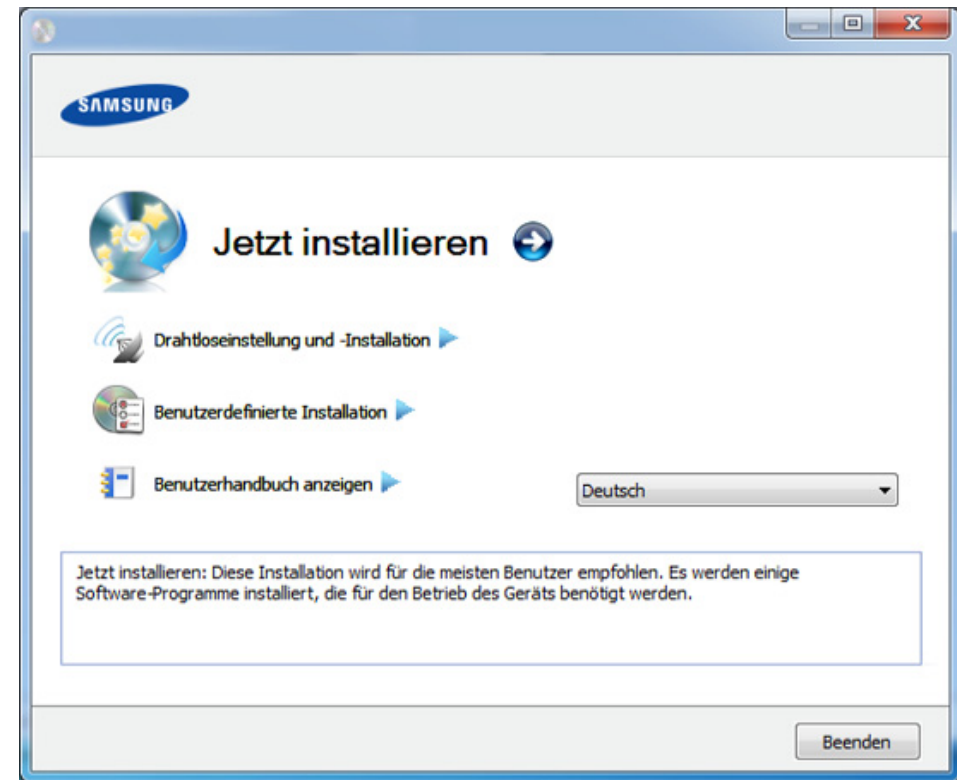 SAMSUNG
Jetzt installieren
Drahtloseinstellung und -Installation
Benutzerdefinierte Installation
Benutzerhandbuch anzeigen
Deutsch
Jetzt installieren: Diese Installation wird für die meisten Benutzer empfohlen. Es werden einige
Software-Programme installiert, die für den Betrieb des Geräts benötigt werden.
Beenden